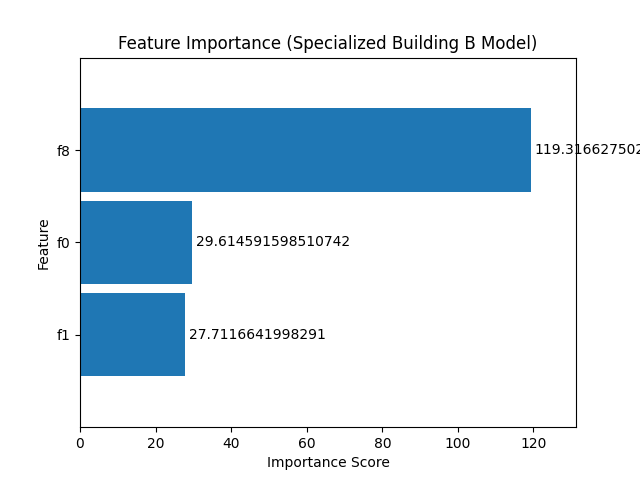 Feature Importance (Specialized Building B Model)
f8
119.316627502
f0
29.614591598510742
Feature
f1
27.7116641998291
0 20 40 60 80 100 120
Importance Score